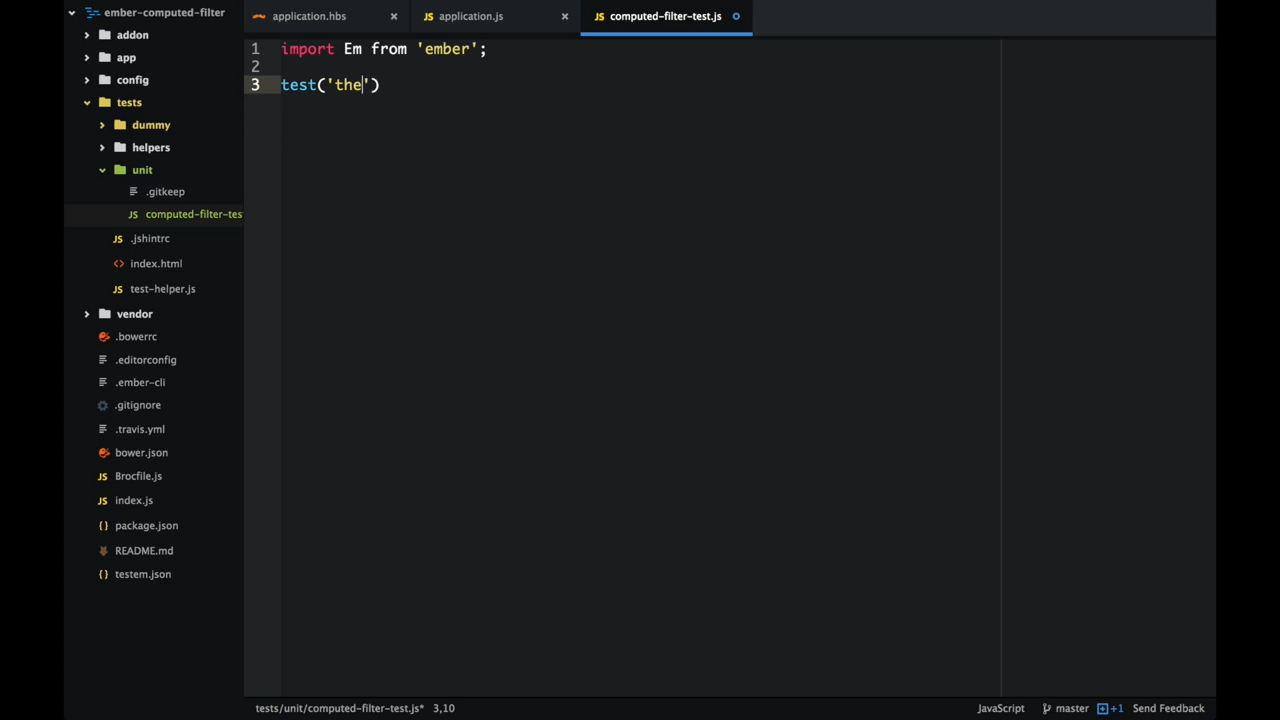 ember-computed-filter
addon
app
config
tests
dummy
helpers
unit
.gitkeep
computed-filter-tes
.jshintrc
index.html
test-helper.js
vendor
.bowerrc
.editorconfig
.ember-cli
.gitignore
.travis.yml
bower.json
Brocfile.js
index.js
package.json
README.md
testem.json
application.hbs
application.js
computed-filter-test.js
1 import Em from 'ember';
2
3 test('the')
tests/unit/computed-filter-test.js* 3,10
JavaScript master +1 Send Feedback